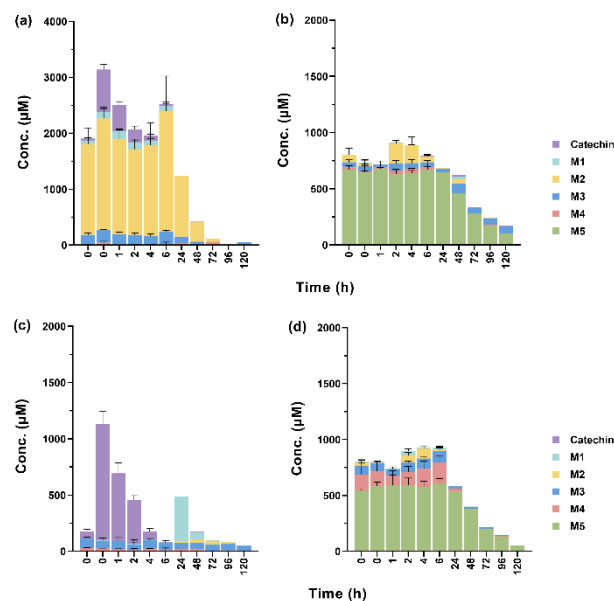 (a)
(b)
4000
3000
2000
1000
0
Conc. (µM)
0 0 1 2 4 6 24 48 72 96 120
2000
1500
1000
500
0
Conc. (µM)
0 0 1 2 4 6 24 48 72 96 120
Catechin
M1
M2
M3
M4
M5
Time (h)
(c)
(d)
2000
1500
1000
500
0
Conc. (µM)
0 0 1 2 4 6 24 48 72 96 120
2000
1500
1000
500
0
Conc. (µM)
0 0 1 2 4 6 24 48 72 96 120
Catechin
M1
M2
M3
M4
M5
Time (h)